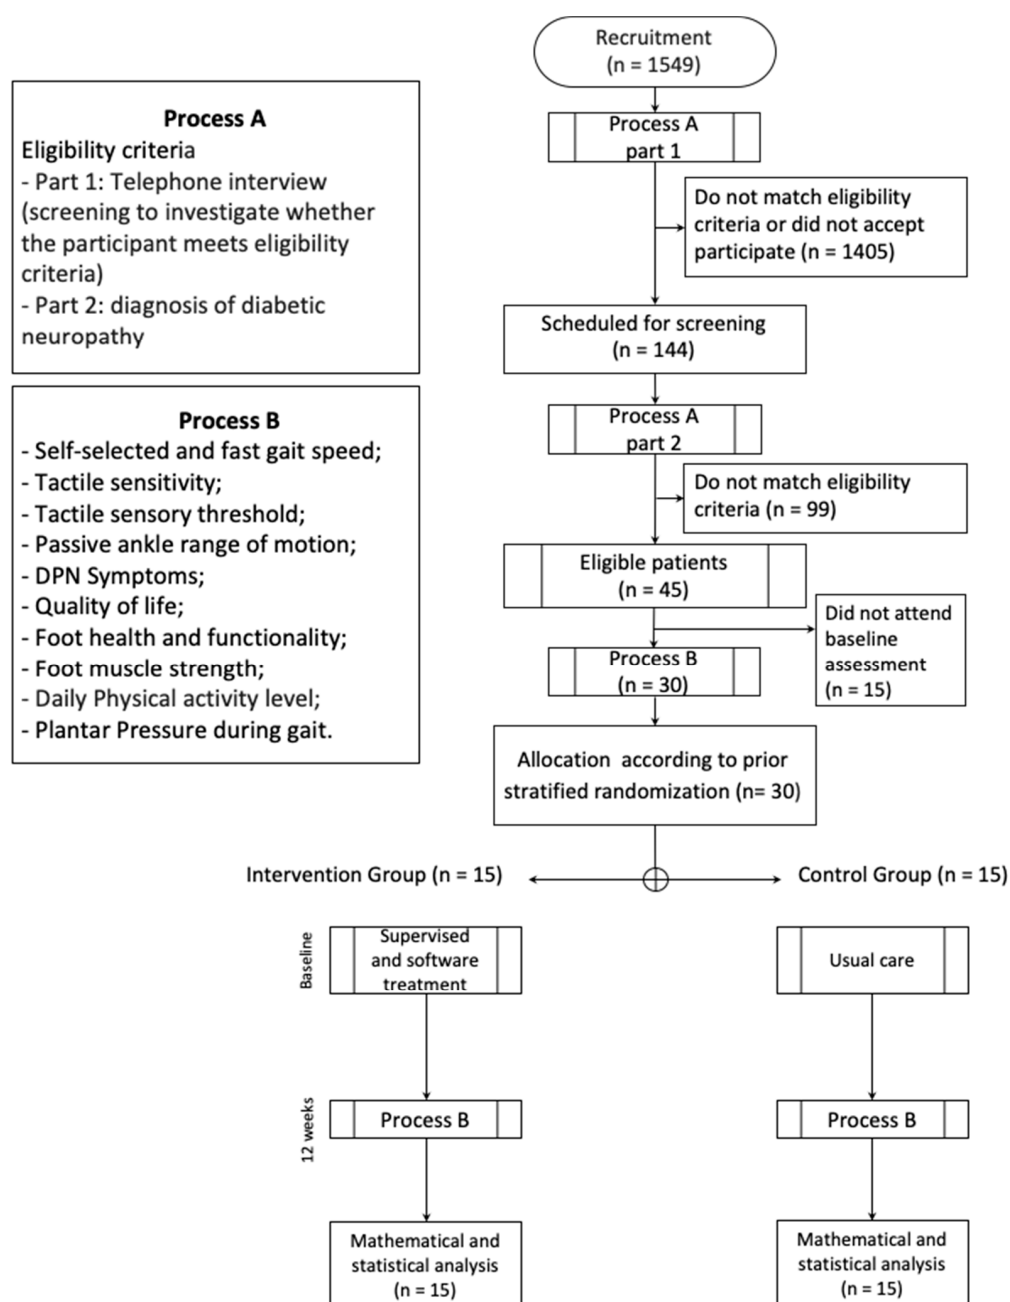 Recruitment
(n = 1549)
Process A
part 1
Do not match eligibility
criteria or did not accept
participate (n = 1405)
Scheduled for screening
(n = 144)
Process A
part 2
Do not match eligibility
criteria (n = 99)
Eligible patients
(n = 45)
Did not attend
baseline
assessment
(n = 15)
Process B
(n = 30)
Allocation according to prior
stratified randomization (n= 30)
Process A
Eligibility criteria
- Part 1: Telephone interview
(screening to investigate whether
the participant meets eligibility
criteria)
- Part 2: diagnosis of diabetic
neuropathy
Process B
- Self-selected and fast gait speed;
- Tactile sensitivity;
- Tactile sensory threshold;
- Passive ankle range of motion;
- DPN Symptoms;
- Quality of life;
- Foot health and functionality;
- Foot muscle strength;
- Daily Physical activity level;
- Plantar Pressure during gait.
Intervention Group (n = 15)
Control Group (n = 15)
Baseline
Supervised
and software
treatment
Usual care
12 weeks
Process B
Process B
Mathematical and
statistical analysis
(n = 15)
Mathematical and
statistical analysis
(n = 15)